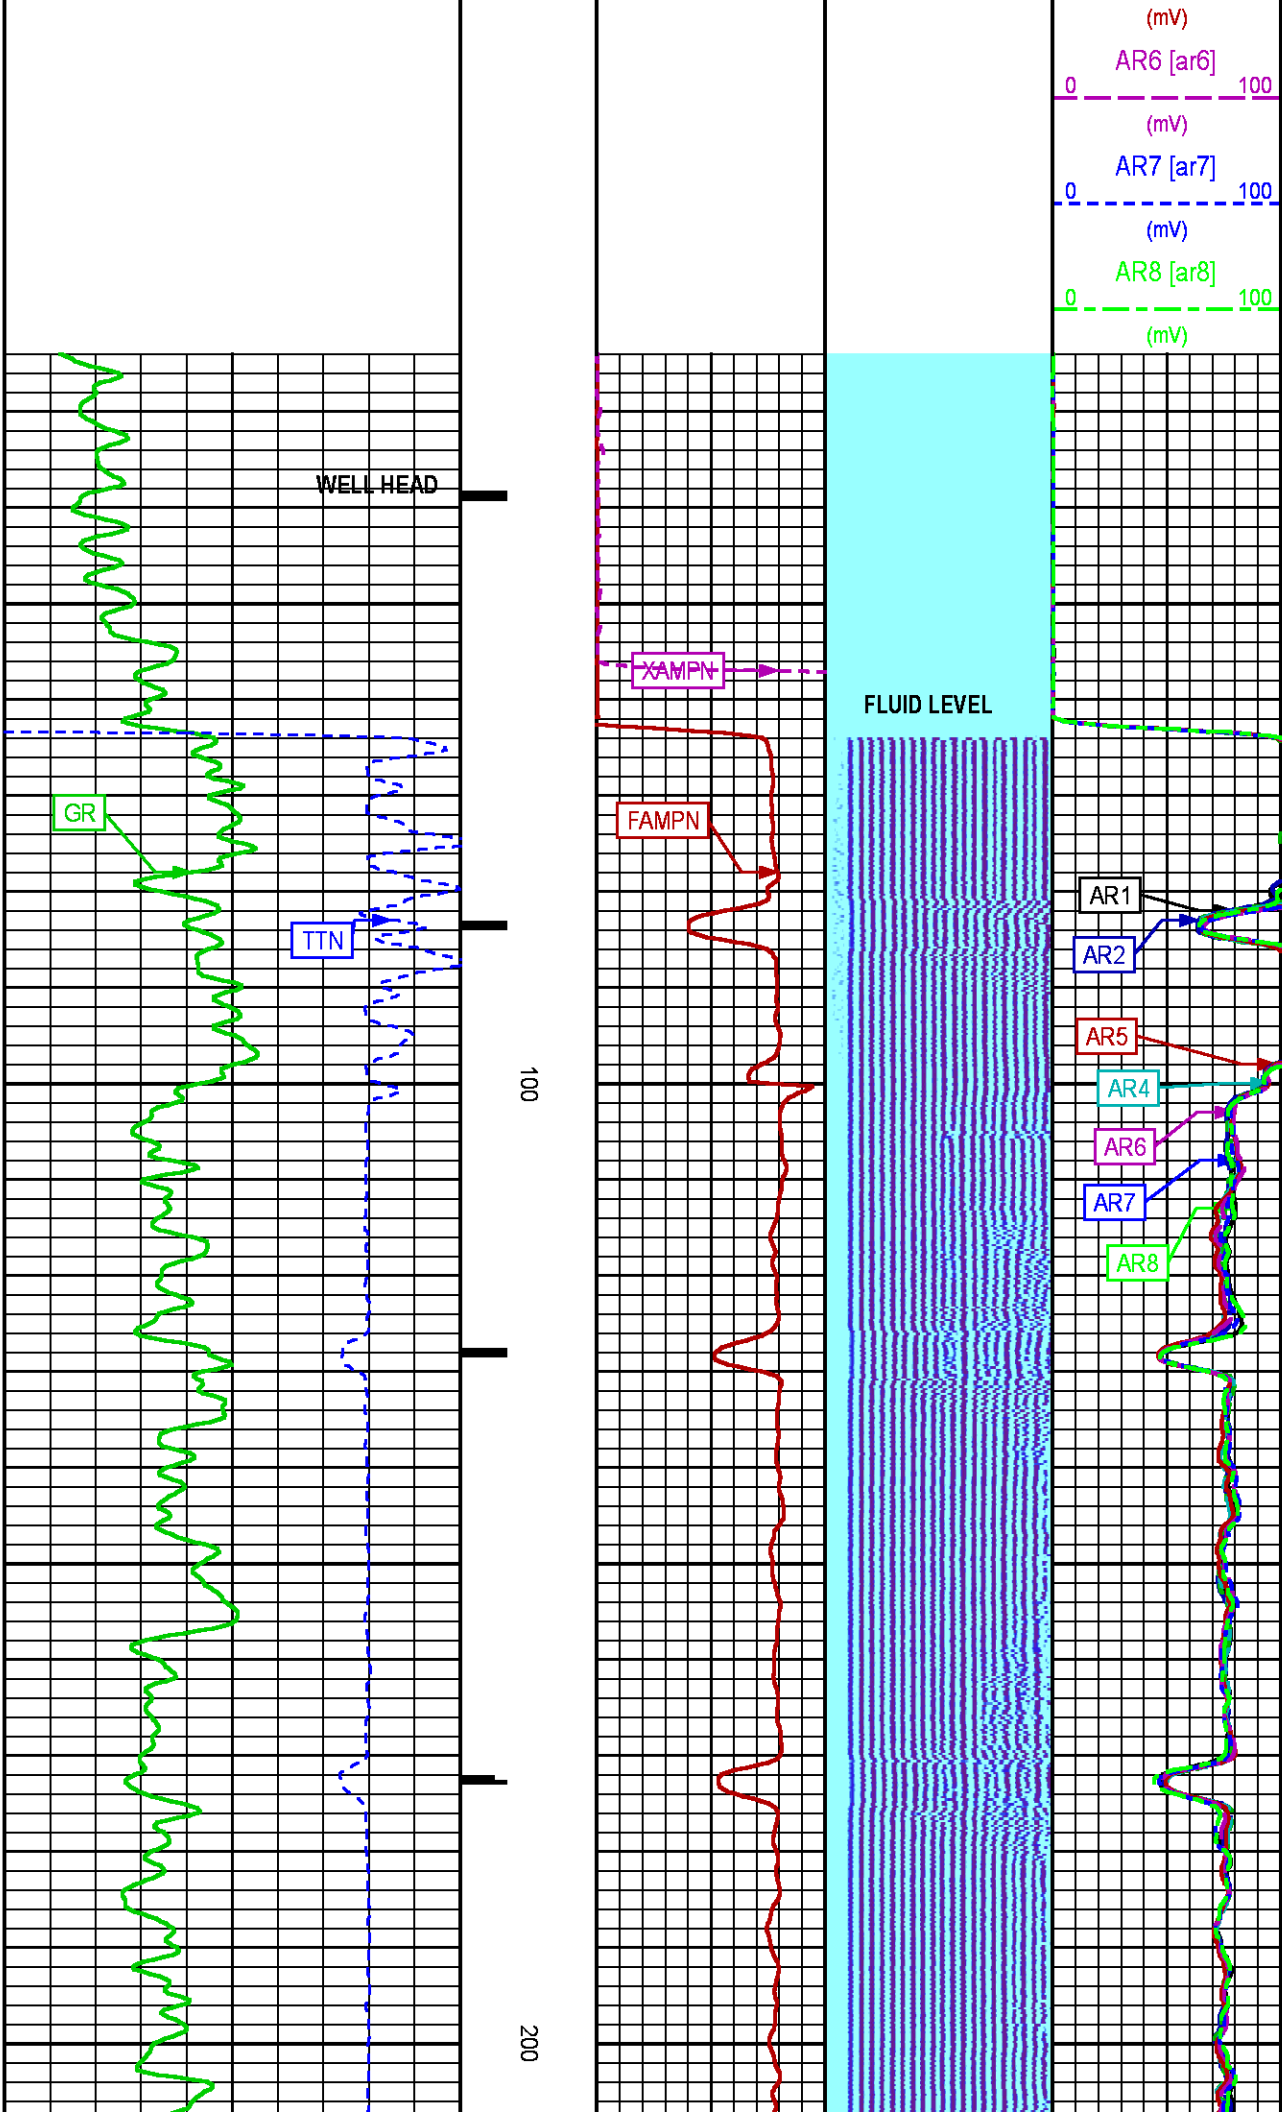 (mV)
AR6 [ar6]
0 100
(mV)
AR7 [ar7]
0 100
(mV)
AR8 [ar8]
0 100
(mV)
WELL HEAD
XAMPN
FLUID LEVEL
GR
FAMPN
AR1
TTN
AR2
AR5
100
AR4
AR6
AR7
AR8
200